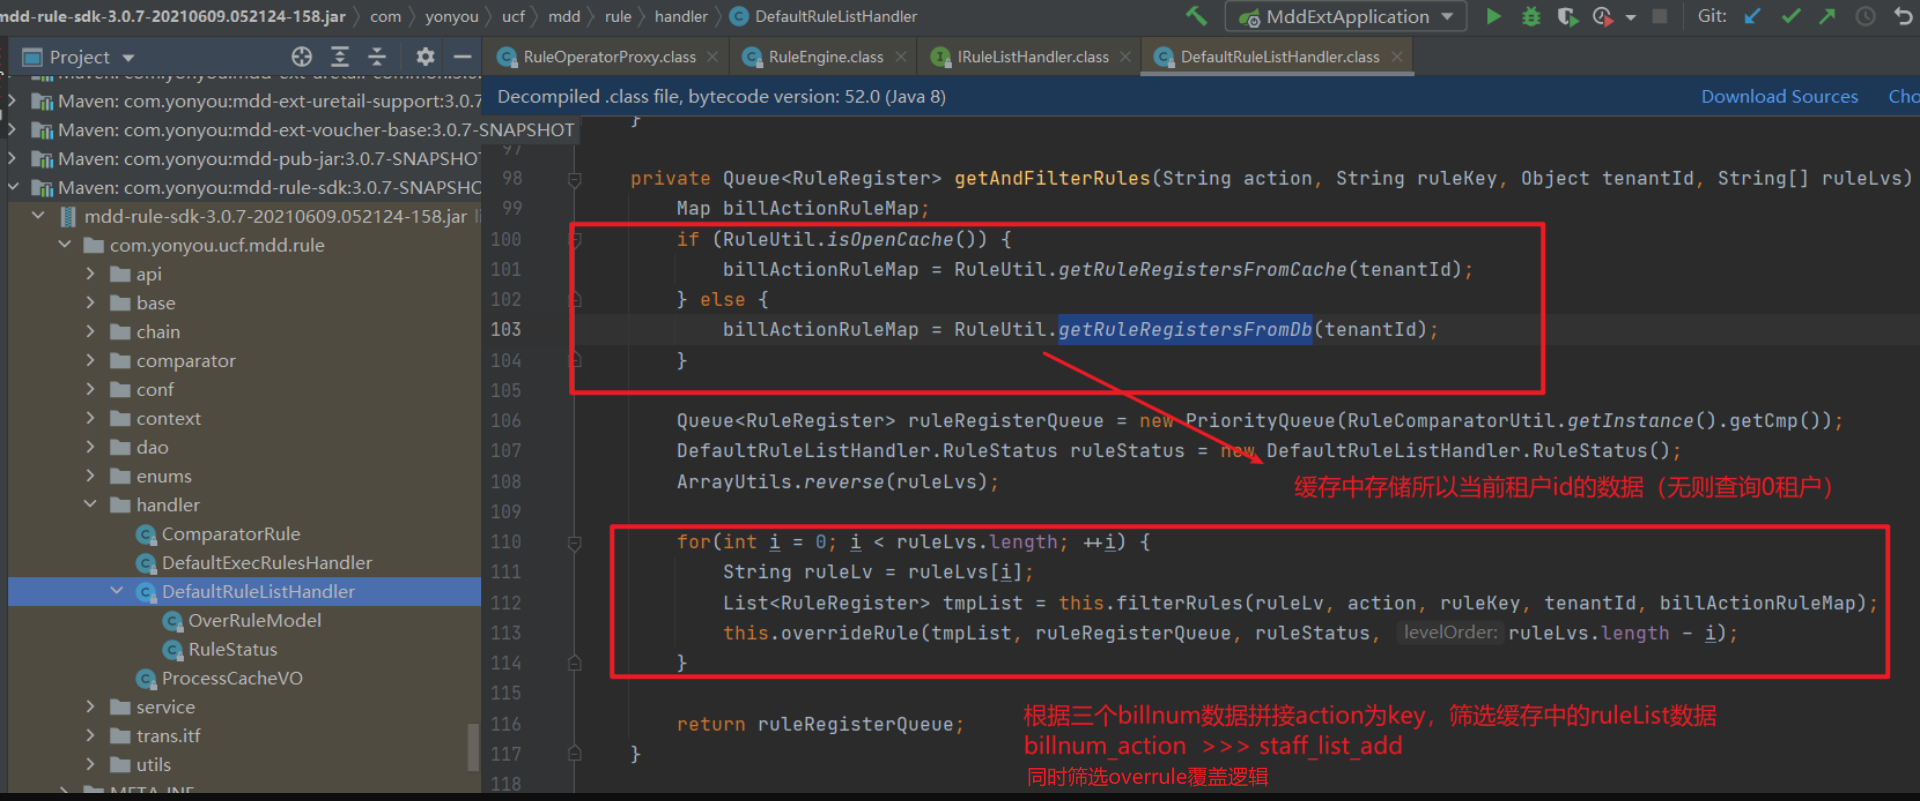 mdd-rule-sdk-3.0.7-20210609.052124-158.jar com yonyou ucf mdd rule handler DefaultRuleListHandler MddExtApplication Git:
Project RuleOperatorProxy.class RuleEngine.class IRuleListHandler.class DefaultRuleListHandler.class
Decompiled .class file, bytecode version: 52.0 (Java 8) Download Sources Cho
Maven: com.yonyou:mdd-ext-uretail-common:3.0.
Maven: com.yonyou:mdd-ext-uretail-support:3.0.7
Maven: com.yonyou:mdd-ext-voucher-base:3.0.7-SNAPSHOT
Maven: com.yonyou:mdd-pub-jar:3.0.7-SNAPSHOT
Maven: com.yonyou:mdd-rule-sdk:3.0.7-SNAPSHO
mdd-rule-sdk-3.0.7-20210609.052124-158.jar li
com.yonyou.ucf.mdd.rule
api
base
chain
comparator
conf
context
dao
enums
handler
ComparatorRule
DefaultExecRulesHandler
DefaultRuleListHandler
OverRuleModel
RuleStatus
ProcessCacheVO
service
trans.itf
utils
META-INF
}
97
98 private Queue<RuleRegister> getAndFilterRules(String action, String ruleKey, Object tenantId, String[] ruleLvs)
99 Map billActionRuleMap;
100 if (RuleUtil.isOpenCache()) {
101 billActionRuleMap = RuleUtil.getRuleRegistersFromCache(tenantId);
102 } else {
103 billActionRuleMap = RuleUtil.getRuleRegistersFromDb(tenantId);
104 }
105
106 Queue<RuleRegister> ruleRegisterQueue = new PriorityQueue(RuleComparatorUtil.getInstance().getCmp());
107 DefaultRuleListHandler.RuleStatus ruleStatus = new DefaultRuleListHandler.RuleStatus();
108 ArrayUtils.reverse(ruleLvs);
缓存中存储所以当前租户id的数据（无则查询0租户）
109
110 for(int i = 0; i < ruleLvs.length; ++i) {
111 String ruleLv = ruleLvs[i];
112 List<RuleRegister> tmpList = this.filterRules(ruleLv, action, ruleKey, tenantId, billActionRuleMap);
113 this.overrideRule(tmpList, ruleRegisterQueue, ruleStatus, levelOrder: ruleLvs.length - i);
114 }
115
116 return ruleRegisterQueue;
117 }
118
根据三个billnum数据拼接action为key，筛选缓存中的ruleList数据
billnum_action >>> staff_list_add
同时筛选overrule覆盖逻辑